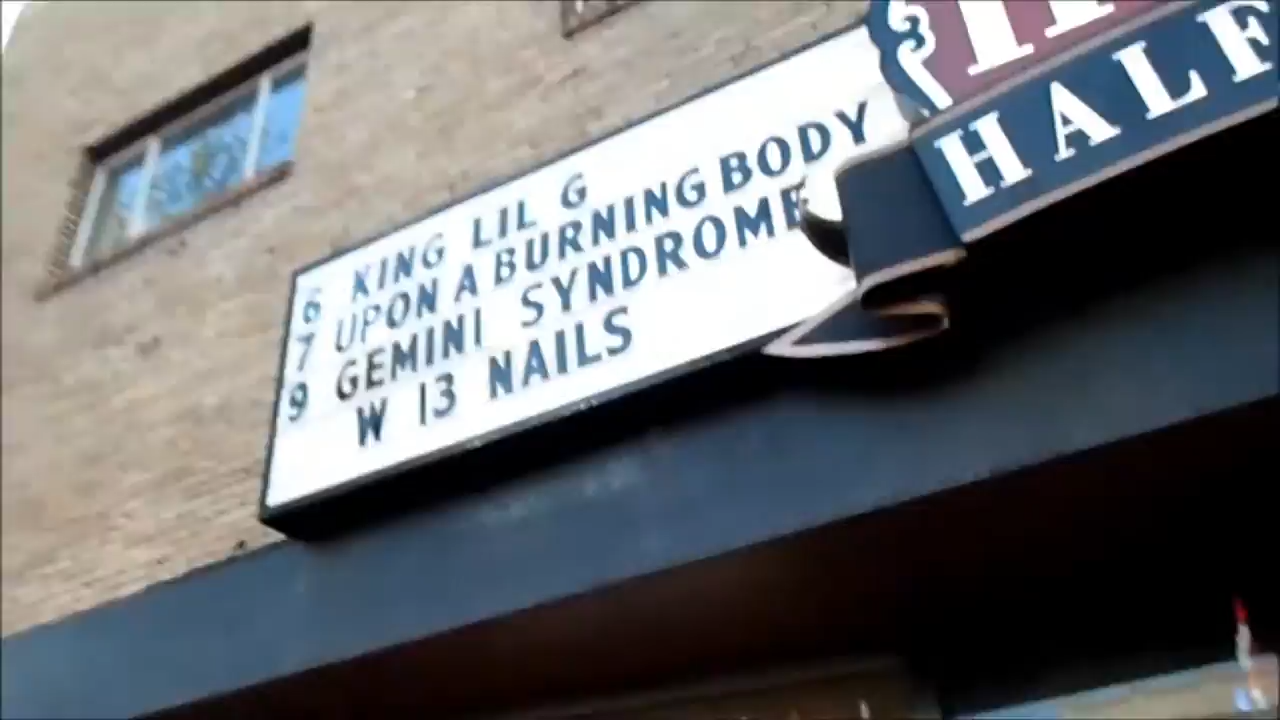 6 KING LIL G
7 UPON A BURNING BODY
9 GEMINI SYNDROME
W 13 NAILS
HALF